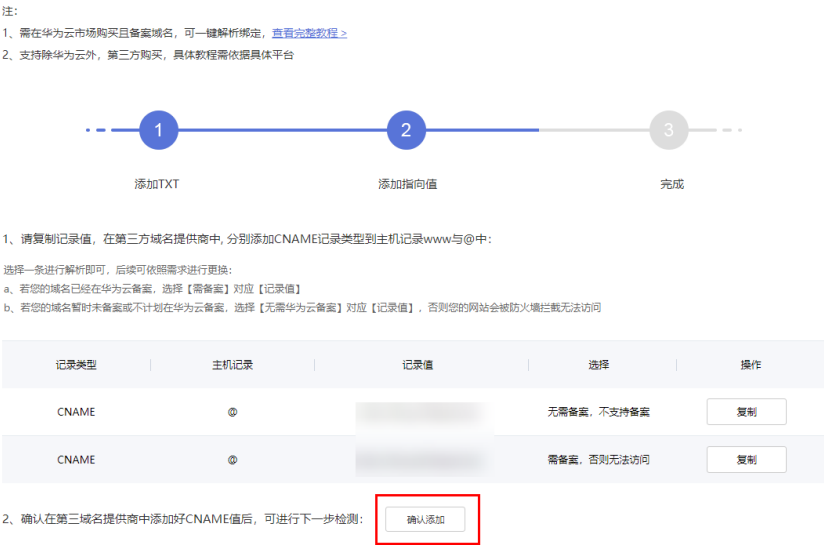 注：
1、需在华为云市场购买且备案域名，可一键解析绑定，查看完整教程 >
2、支持除华为云外，第三方购买，具体教程需依据具体平台
1 2 3
添加TXT 添加指向值 完成
1、请复制记录值，在第三方域名提供商中, 分别添加CNAME记录类型到主机记录www与@中：
选择一条进行解析即可，后续可依照需求进行更换：
a、若您的域名已经在华为云备案，选择【需备案】对应【记录值】
b、若您的域名暂时未备案或不计划在华为云备案，选择【无需华为云备案】对应【记录值】，否则您的网站会被防火墙拦截无法访问
记录类型 主机记录 记录值 选择 操作
CNAME @ 无需备案，不支持备案 复制
CNAME @ 需备案，否则无法访问 复制
2、确认在第三域名提供商中添加好CNAME值后，可进行下一步检测： 确认添加